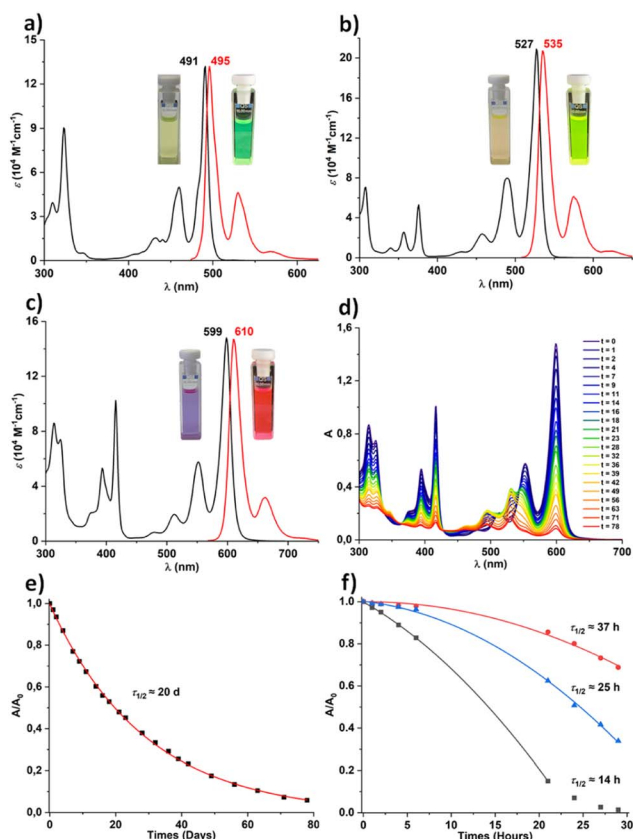 a)
491 495
15
12
9
6
3
0
ε (10⁴ M⁻¹cm⁻¹)
300 400 500 600
λ (nm)
b)
527 535
20
15
10
5
0
ε (10⁴ M⁻¹cm⁻¹)
300 400 500 600
λ (nm)
c)
599 610
16
12
8
4
0
ε (10⁴ M⁻¹cm⁻¹)
300 400 500 600 700
λ (nm)
d)
1,6
1,2
0,8
0,4
0,0
A
t = 0
t = 1
t = 2
t = 4
t = 7
t = 9
t = 11
t = 14
t = 16
t = 18
t = 21
t = 23
t = 28
t = 32
t = 36
t = 39
t = 42
t = 49
t = 56
t = 63
t = 71
t = 78
300 400 500 600 700
λ (nm)
e)
1,0
0,8
0,6
0,4
0,2
0,0
A/A₀
τ₁/₂ ≈ 20 d
0 20 40 60 80
Times (Days)
f)
1,0
0,8
0,6
0,4
0,2
0,0
A/A₀
τ₁/₂ ≈ 37 h
τ₁/₂ ≈ 25 h
τ₁/₂ ≈ 14 h
0 5 10 15 20 25 30
Times (Hours)